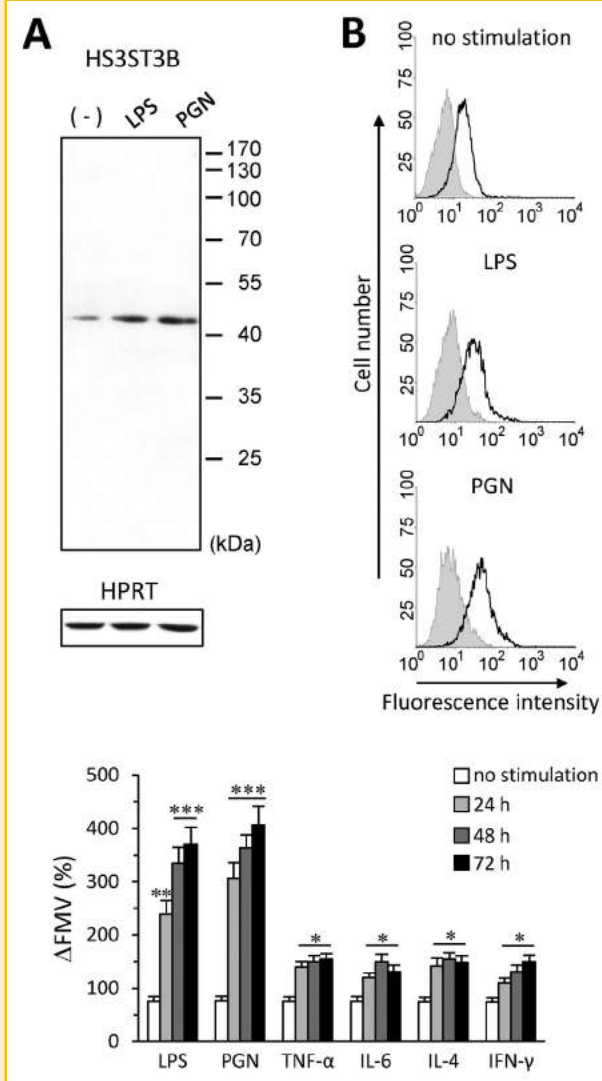 A
HS3ST3B
(-) LPS PGN
170
130
100
70
55
40
35
25
(kDa)
HPRT
B
no stimulation
100
75
50
25
10^0 10^1 10^2 10^3 10^4
LPS
100
75
50
25
10^0 10^1 10^2 10^3 10^4
PGN
100
75
50
25
10^0 10^1 10^2 10^3 10^4
Cell number
Fluorescence intensity
ΔFMV (%)
500
400
300
150
100
0
** *** *** * * * *
LPS PGN TNF-α IL-6 IL-4 IFN-γ
no stimulation
24 h
48 h
72 h